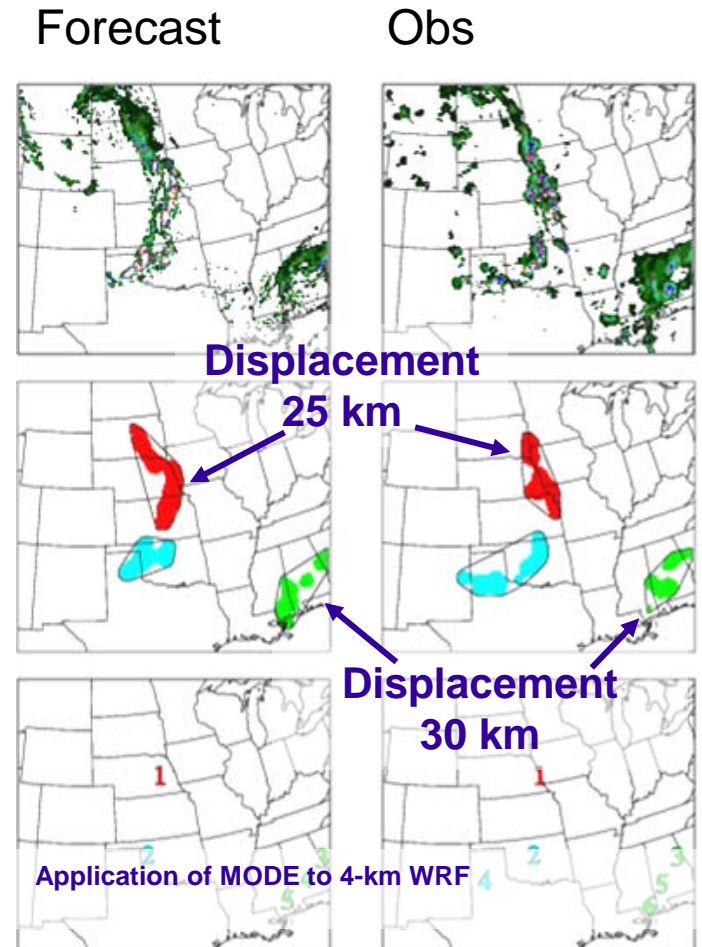 Forecast Obs
Displacement
25 km
Displacement
30 km
1 1
2 3 2 3
4 5
5 6
Application of MODE to 4-km WRF